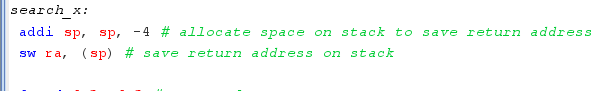 search_x:
addi sp, sp, -4 # allocate space on stack to save return address
sw ra, (sp) # save return address on stack